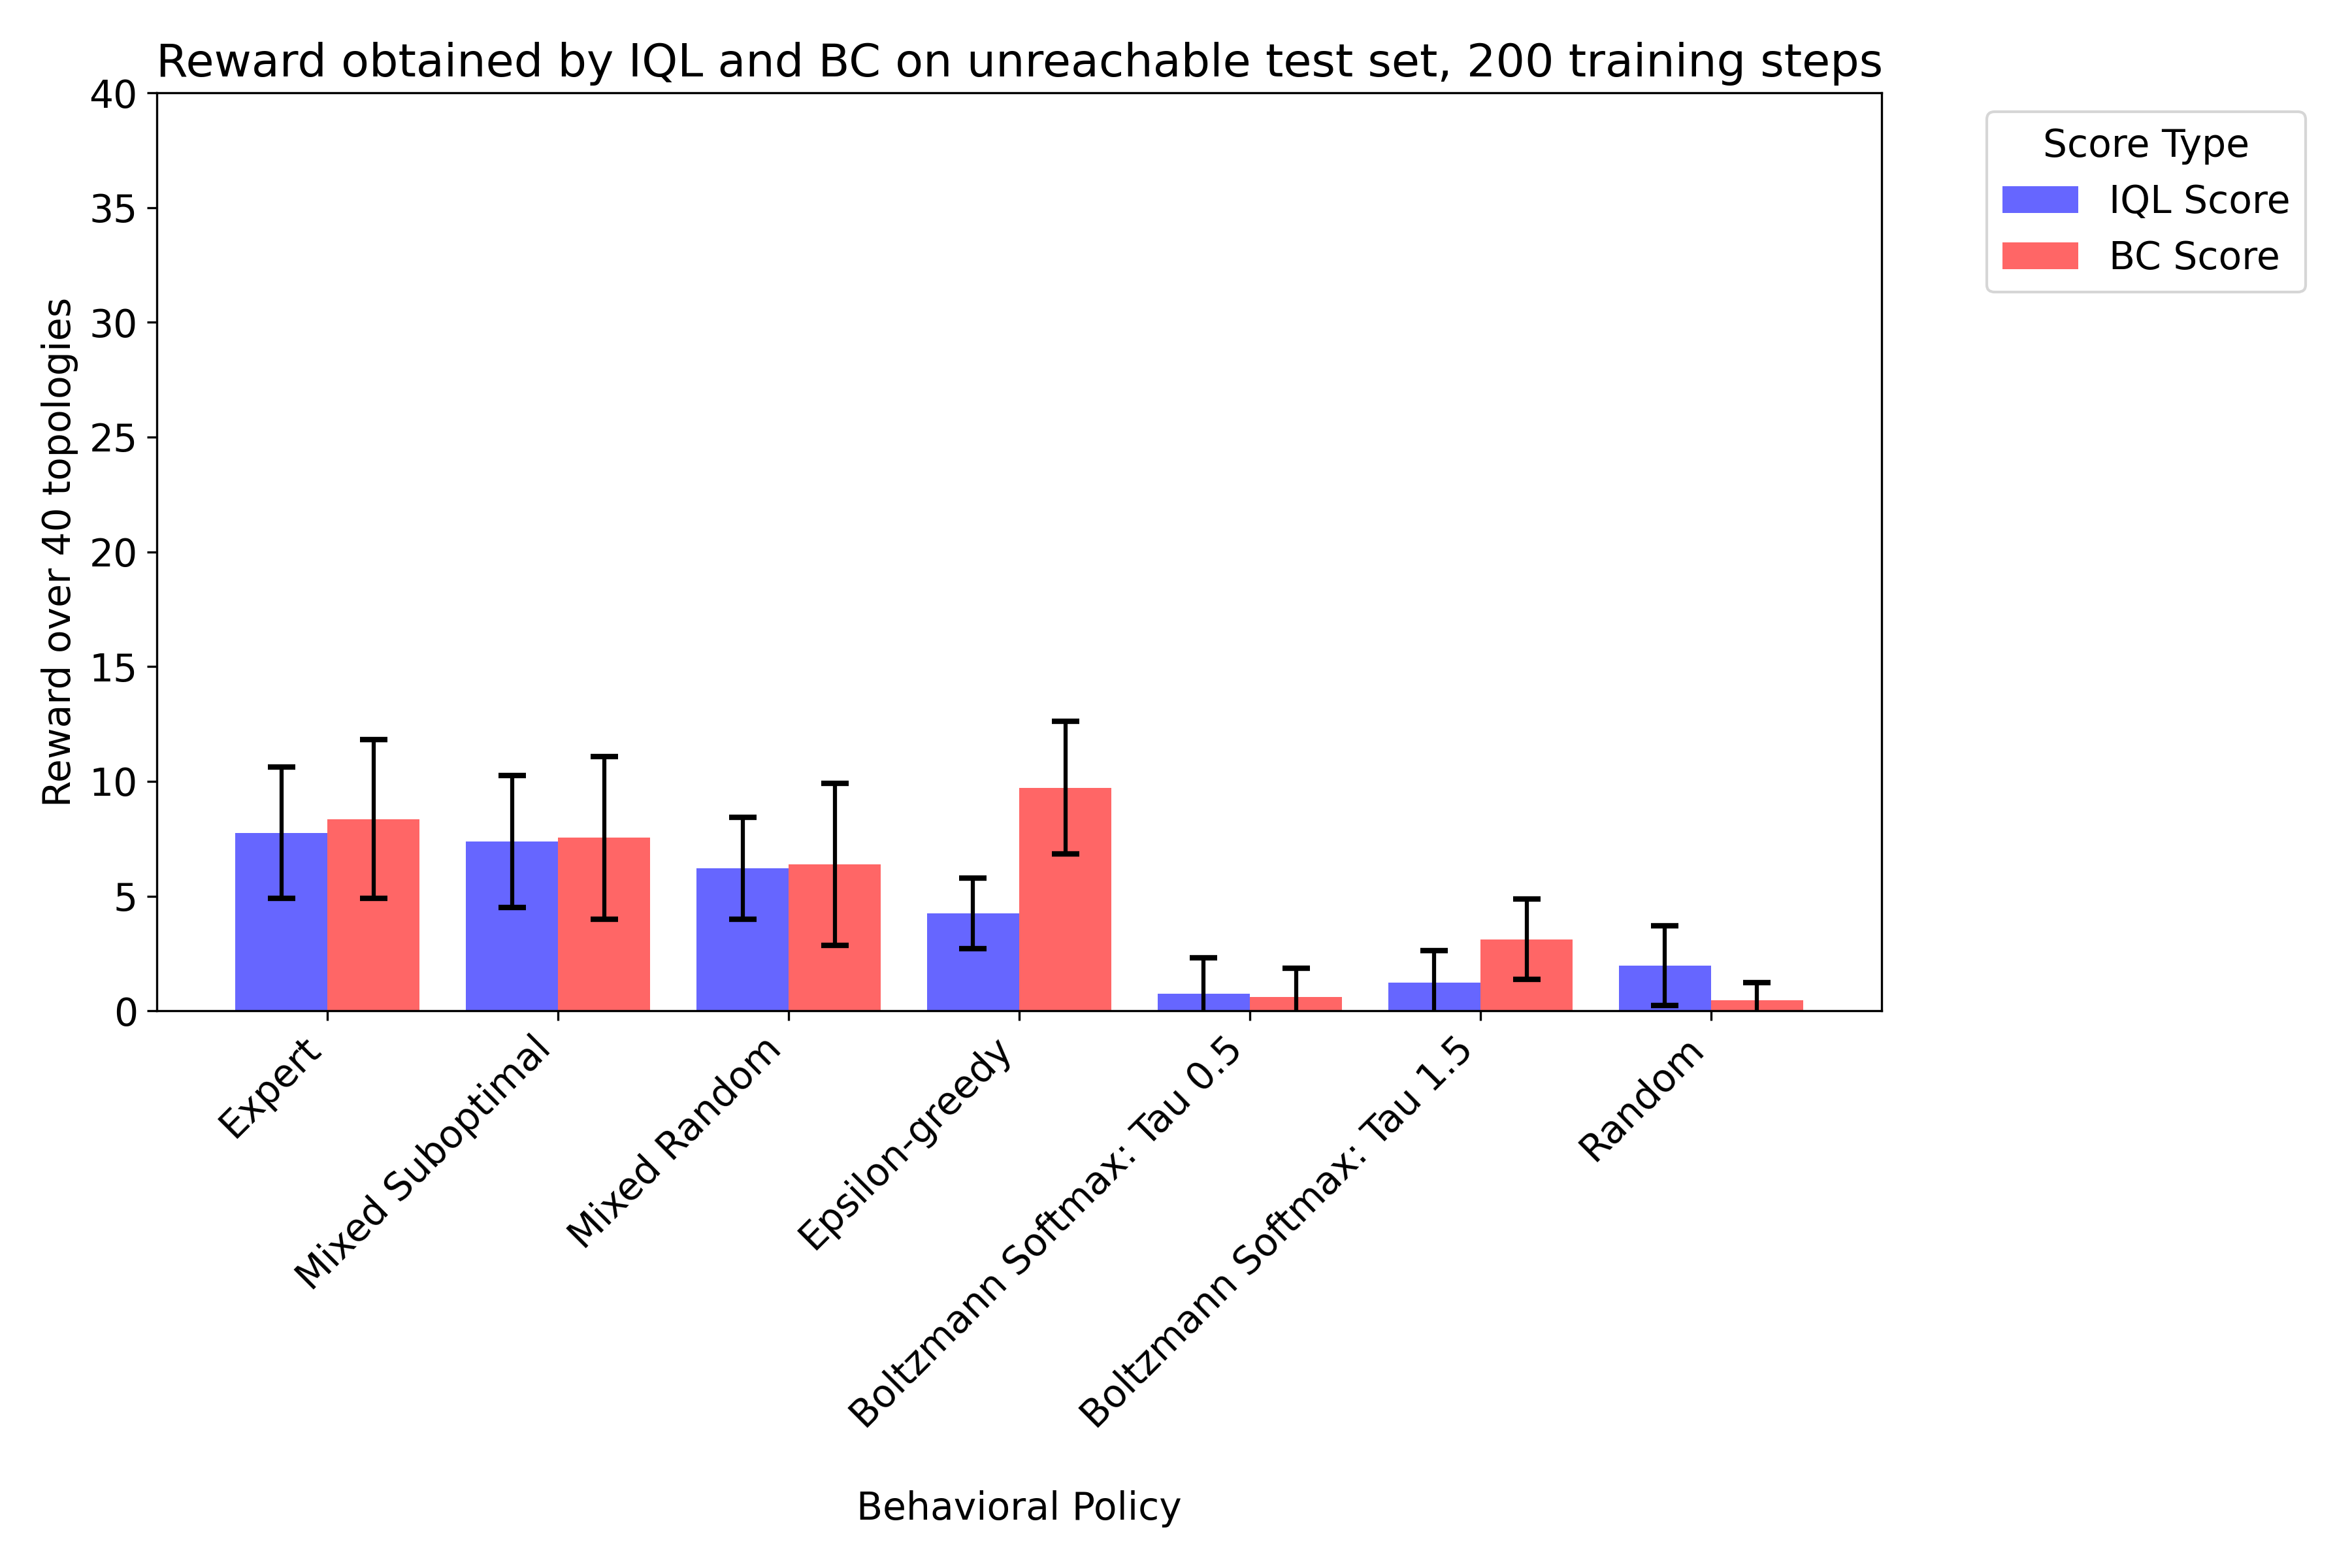 Reward obtained by IQL and BC on unreachable test set, 200 training steps
Reward over 40 topologies
40
35
30
25
20
15
10
5
0
Score Type
IQL Score
BC Score
Expert
Mixed Suboptimal
Mixed Random
Epsilon-greedy
Boltzmann Softmax: Tau 0.5
Boltzmann Softmax: Tau 1.5
Random
Behavioral Policy